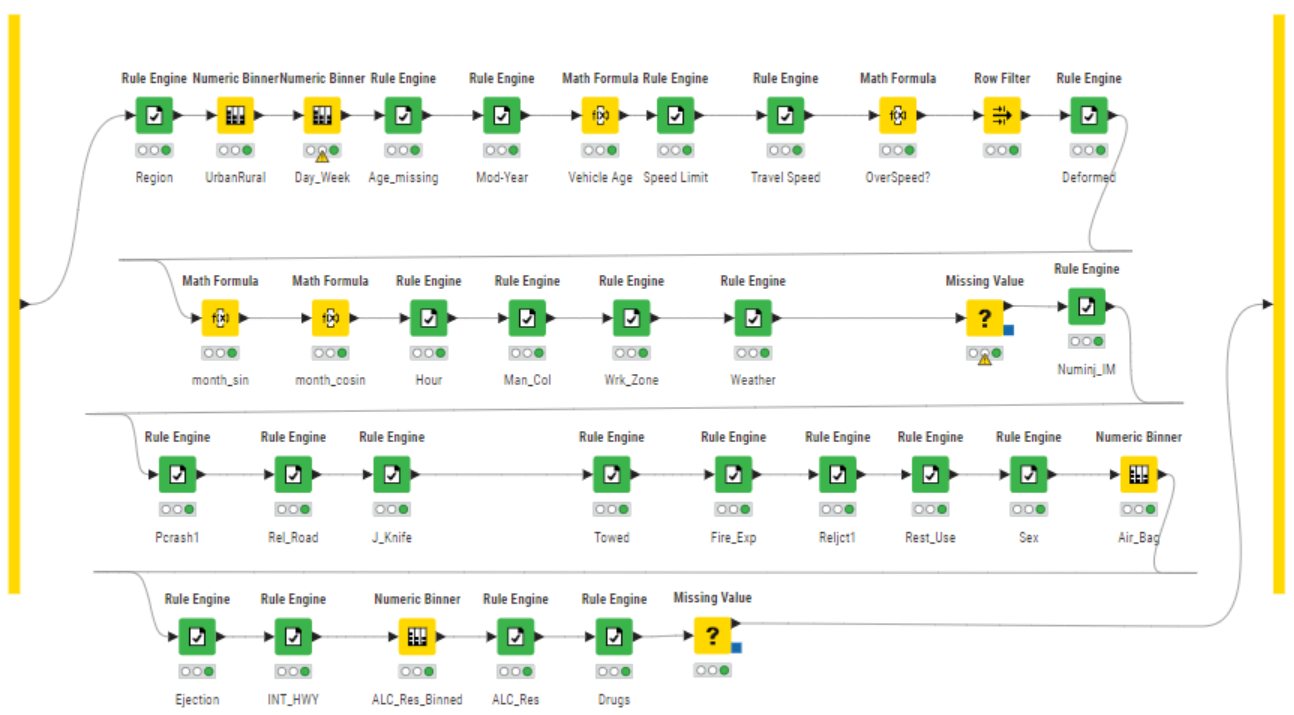 Rule Engine Numeric Binner Numeric Binner Rule Engine Rule Engine Math Formula Rule Engine Rule Engine Math Formula Row Filter Rule Engine
Region UrbanRural Day_Week Age_missing Mod-Year Vehicle Age Speed Limit Travel Speed OverSpeed? Deformed
Math Formula Math Formula Rule Engine Rule Engine Rule Engine Rule Engine Missing Value Rule Engine
f(x) f(x) ?
month_sin month_cosin Hour Man_Col Wrk_Zone Weather Numinj_IM
Rule Engine Rule Engine Rule Engine Rule Engine Rule Engine Rule Engine Rule Engine Rule Engine Numeric Binner
Pcrash1 Rel_Road J_Knife Towed Fire_Exp Reljct1 Rest_Use Sex Air_Bag
Rule Engine Rule Engine Numeric Binner Rule Engine Rule Engine Missing Value
?
Ejection INT_HWY ALC_Res_Binned ALC_Res Drugs